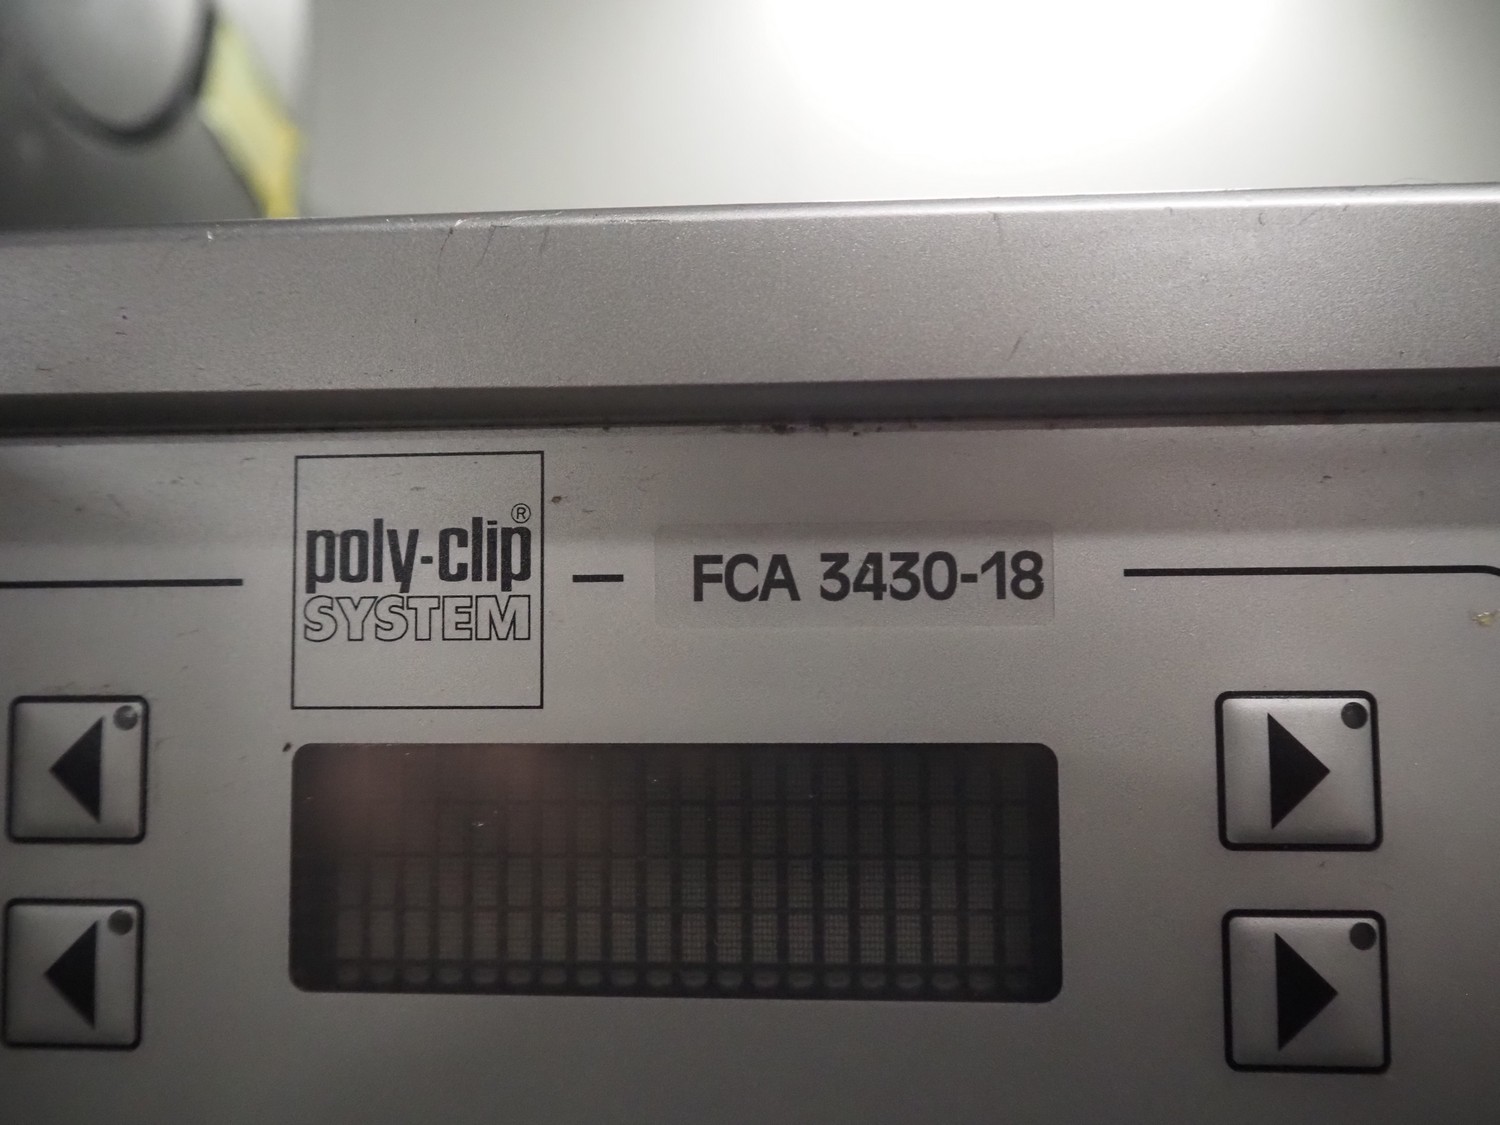 poly-clip®
SYSTEM
FCA 3430-18